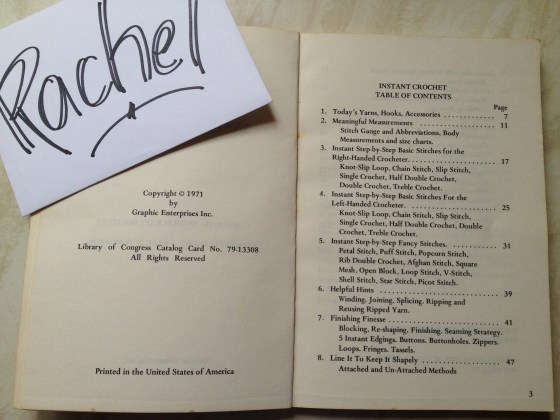 Rachel
Copyright © 1971
by
Graphic Enterprises Inc.
Library of Congress Catalog Card No. 79-13308
All Rights Reserved
Printed in the United States of America
INSTANT CROCHET
TABLE OF CONTENTS
Page
1. Today's Yarns, Hooks, Accessories .............. 7
2. Meaningful Measurements .............. 11
Stitch Gauge and Abbreviations, Body
Measurements and size charts.
3. Instant Step-by-Step Basic Stitches for the
Right-Handed Crocheter. .............. 17
Knot-Slip Loop, Chain Stitch, Slip Stitch,
Single Crochet, Half Double Crochet,
Double Crochet, Treble Crochet.
4. Instant Step-by-Step Basic Stitches For the
Left-Handed Crocheter. .............. 25
Knot-Slip Loop, Chain Stitch, Slip Stitch,
Single Crochet, Half Double Crochet, Double
Crochet, Treble Crochet.
5. Instant Step-by-Step Fancy Stitches. .............. 31
Petal Stitch, Puff Stitch, Popcorn Stitch,
Rib Double Crochet, Afghan Stitch, Square
Mesh, Open Block, Loop Stitch, V-Stitch,
Shell Stitch, Star Stitch, Picot Stitch.
6. Helpful Hints .............. 39
Winding. Joining. Splicing. Ripping and
Reusing Ripped Yarn.
7. Finishing Finesse .............. 41
Blocking, Re-shaping. Finishing. Seaming Strategy.
5 Instant Edgings. Buttons. Buttonholes. Zippers.
Loops. Fringes. Tassels.
8. Line It To Keep It Shapely .............. 47
Attached and Un-Attached Methods
3